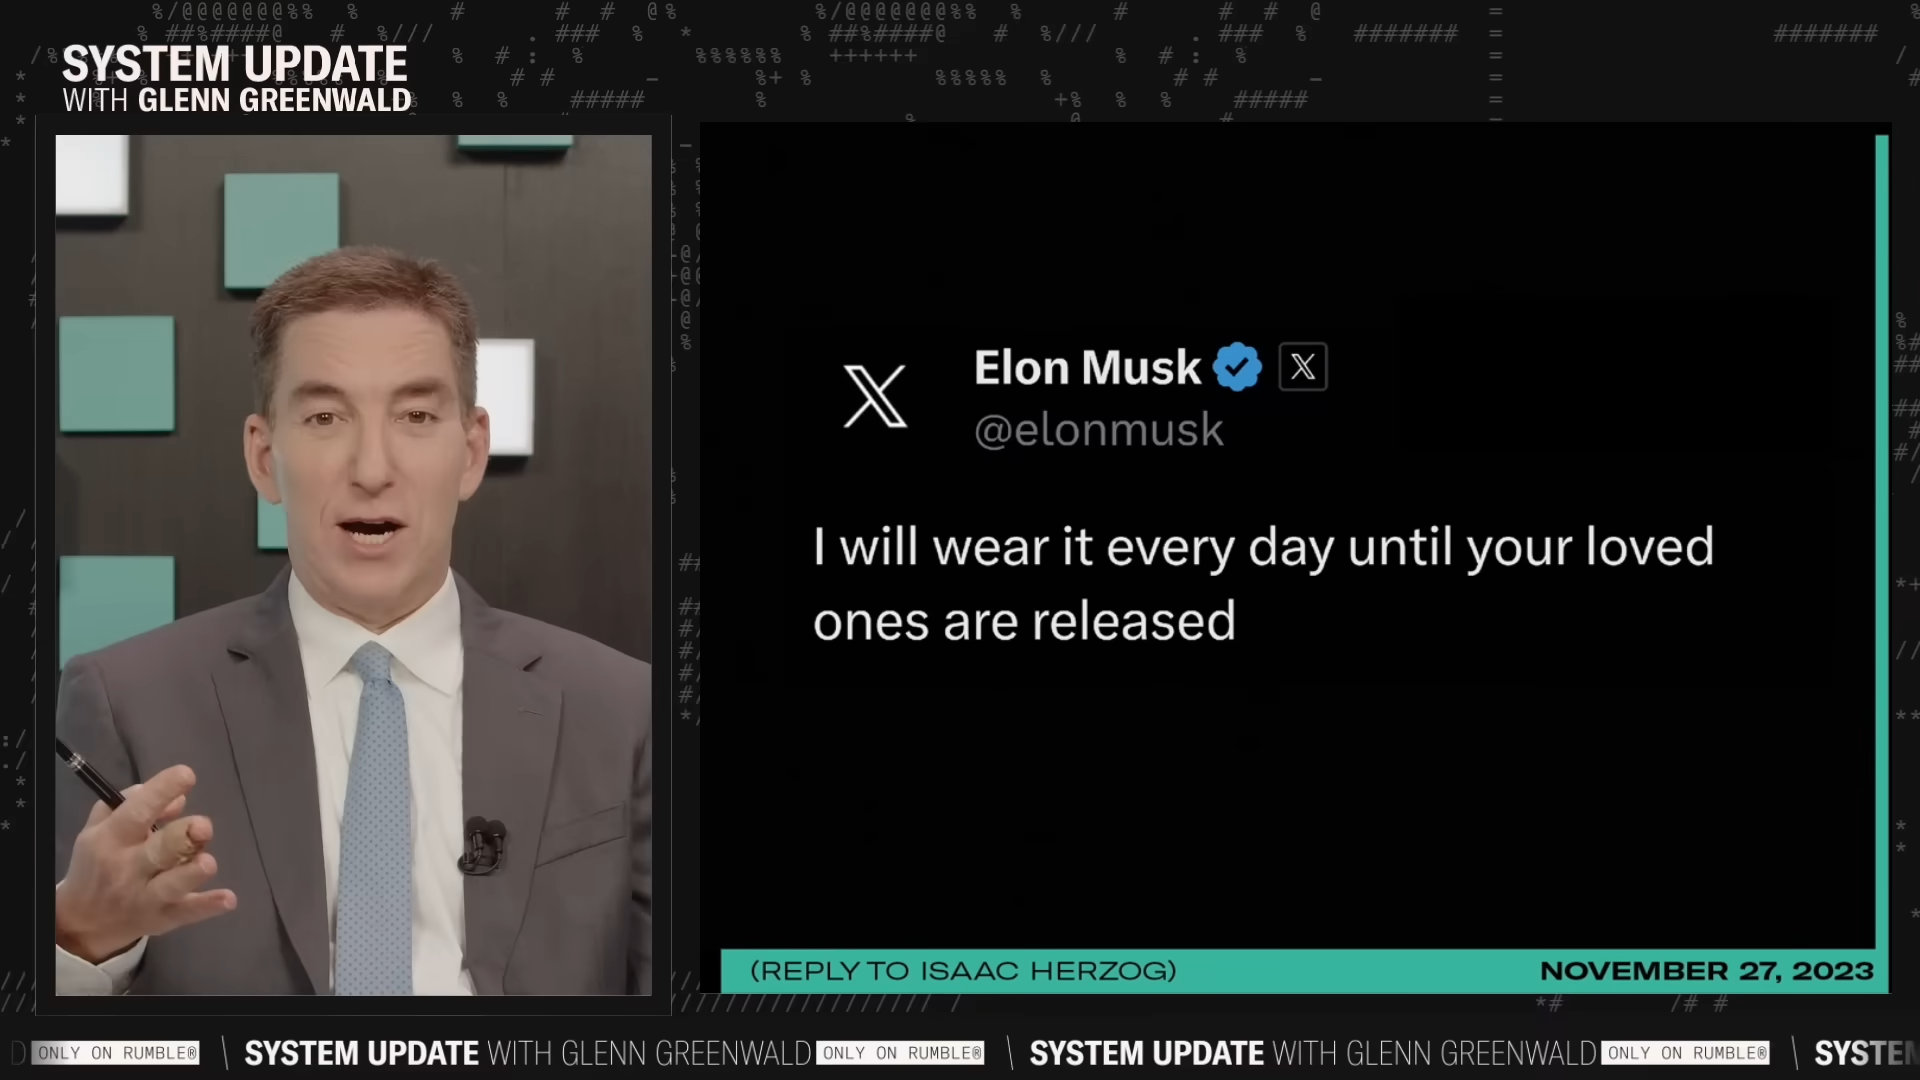 SYSTEM UPDATE
WITH GLENN GREENWALD
Elon Musk
@elonmusk
I will wear it every day until your loved
ones are released
(REPLY TO ISAAC HERZOG)
NOVEMBER 27, 2023
D ONLY ON RUMBLE® \ SYSTEM UPDATE WITH GLENN GREENWALD ONLY ON RUMBLE® \ SYSTEM UPDATE WITH GLENN GREENWALD ONLY ON RUMBLE® \ SYSTEM